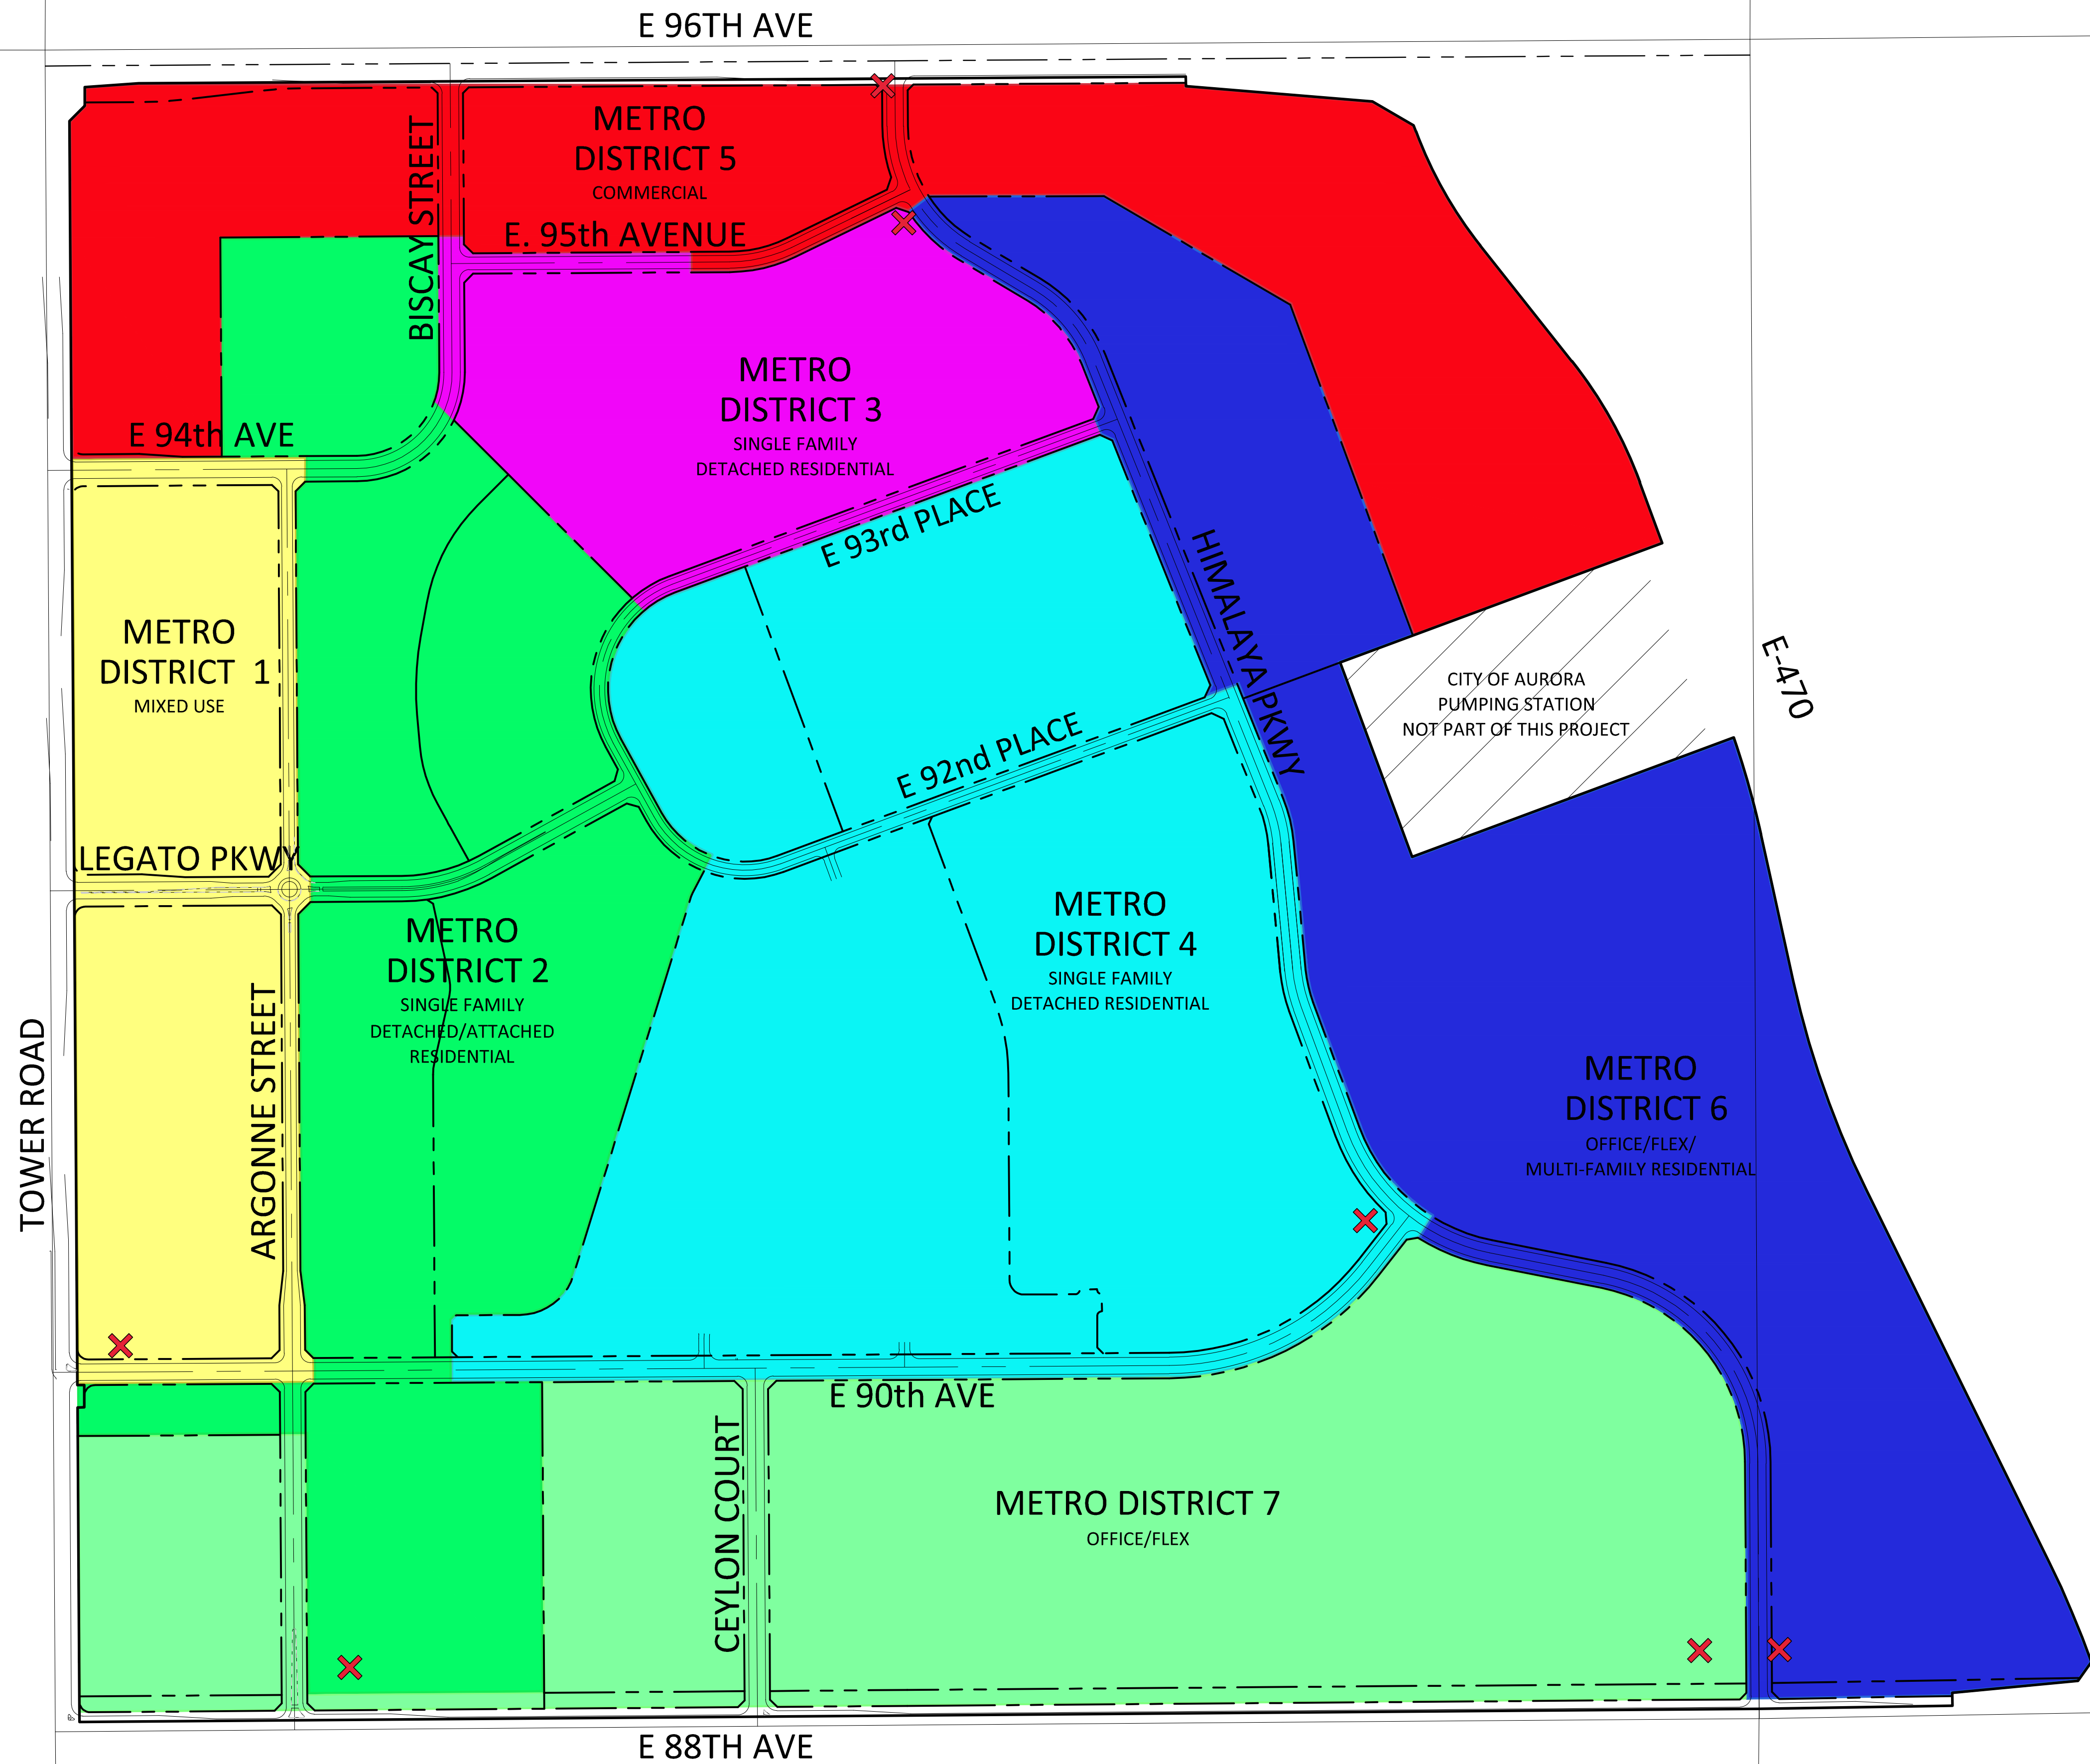 E 96TH AVE
METRO
DISTRICT 5
COMMERCIAL
BISCAY STREET
E. 95th AVENUE
METRO
DISTRICT 3
SINGLE FAMILY
DETACHED RESIDENTIAL
E 94th AVE
E 93rd PLACE
HIMALAYA PKWY
METRO
DISTRICT 1
MIXED USE
CITY OF AURORA
PUMPING STATION
NOT PART OF THIS PROJECT
E-470
E 92nd PLACE
LEGATO PKWY
METRO
DISTRICT 4
SINGLE FAMILY
DETACHED RESIDENTIAL
METRO
DISTRICT 2
SINGLE FAMILY
DETACHED/ATTACHED
RESIDENTIAL
ARGONNE STREET
TOWER ROAD
METRO
DISTRICT 6
OFFICE/FLEX/
MULTI-FAMILY RESIDENTIAL
E 90th AVE
CEYLON COURT
METRO DISTRICT 7
OFFICE/FLEX
E 88TH AVE